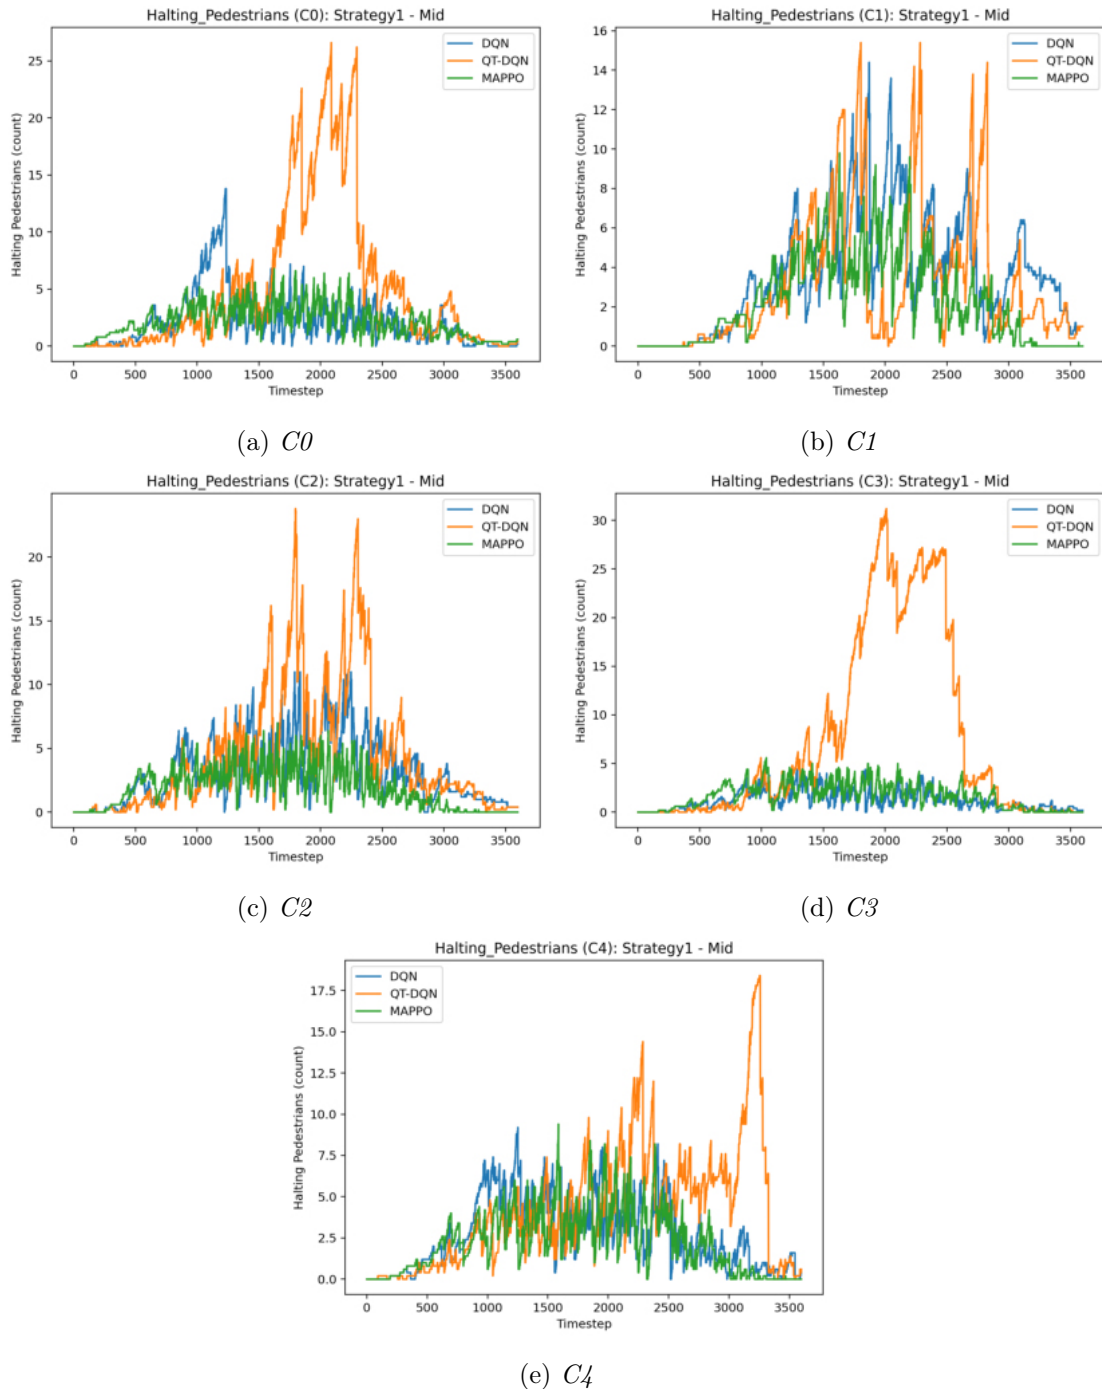 Halting_Pedestrians (C0): Strategy1 - Mid
Halting Pedestrians (count)
25
20
15
10
5
0
DQN
QT-DQN
MAPPO
0 500 1000 1500 2000 2500 3000 3500
Timestep
(a) C0
Halting_Pedestrians (C1): Strategy1 - Mid
Halting Pedestrians (count)
16
14
12
10
8
6
4
2
0
DQN
QT-DQN
MAPPO
0 500 1000 1500 2000 2500 3000 3500
Timestep
(b) C1
Halting_Pedestrians (C2): Strategy1 - Mid
Halting Pedestrians (count)
20
15
10
5
0
DQN
QT-DQN
MAPPO
0 500 1000 1500 2000 2500 3000 3500
Timestep
(c) C2
Halting_Pedestrians (C3): Strategy1 - Mid
Halting Pedestrians (count)
30
25
20
15
10
5
0
DQN
QT-DQN
MAPPO
0 500 1000 1500 2000 2500 3000 3500
Timestep
(d) C3
Halting_Pedestrians (C4): Strategy1 - Mid
Halting Pedestrians (count)
17.5
15.0
12.5
10.0
7.5
5.0
2.5
0.0
DQN
QT-DQN
MAPPO
0 500 1000 1500 2000 2500 3000 3500
Timestep
(e) C4